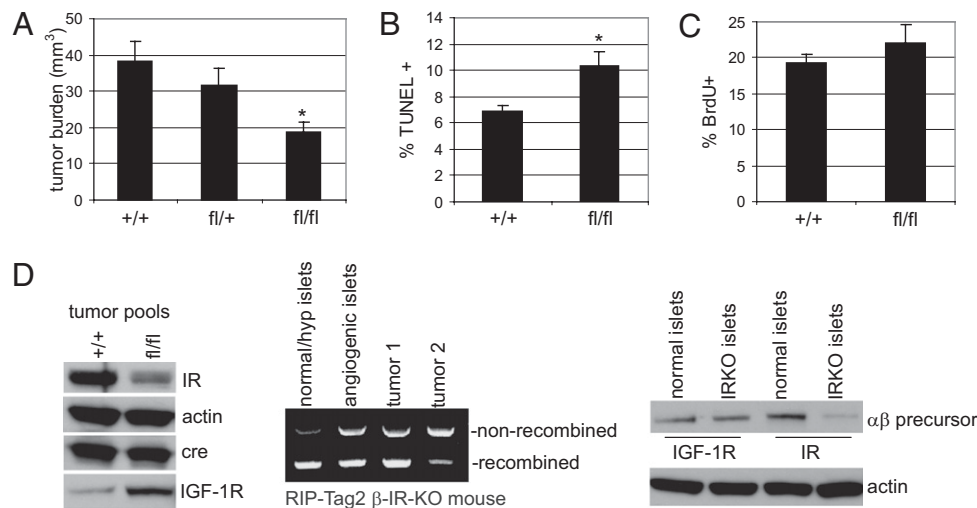 A
tumor burden (mm³)
50
40
30
20
10
0
+/+ fl/+ fl/fl
*
B
% TUNEL +
14
12
10
8
6
4
2
0
+/+ fl/fl
*
C
% BrdU+
25
20
15
10
5
0
+/+ fl/fl
D
tumor pools
+/+ fl/fl
IR
actin
cre
IGF-1R
normal/hyp islets
angiogenic islets
tumor 1
tumor 2
-non-recombined
-recombined
RIP-Tag2 β-IR-KO mouse
normal islets
IRKO islets
normal islets
IRKO islets
αβ precursor
IGF-1R IR
actin